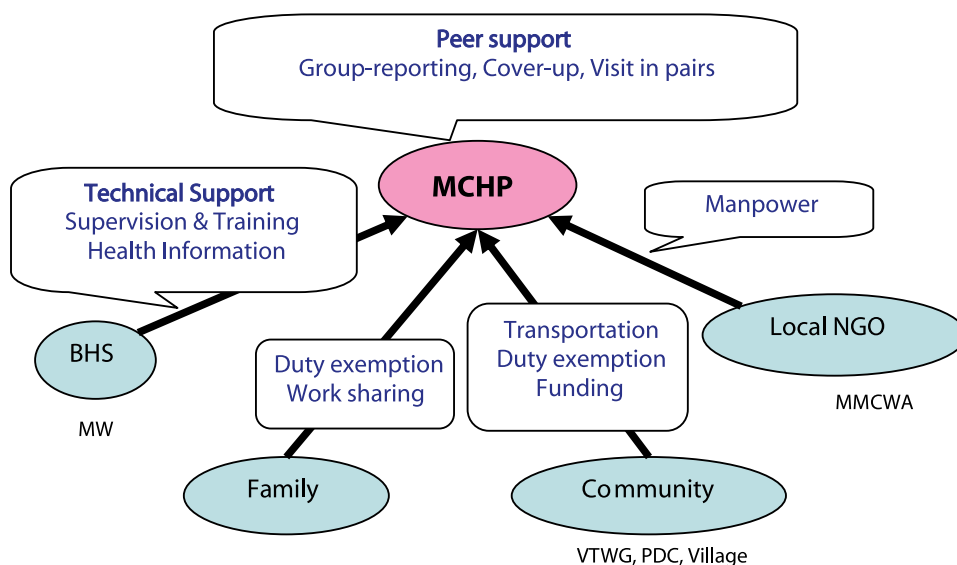 Peer support
Group-reporting, Cover-up, Visit in pairs
MCHP
Technical Support
Supervision & Training
Health Information
Manpower
BHS
MW
Duty exemption
Work sharing
Transportation
Duty exemption
Funding
Local NGO
MMCWA
Family
Community
VTWG, PDC, Village